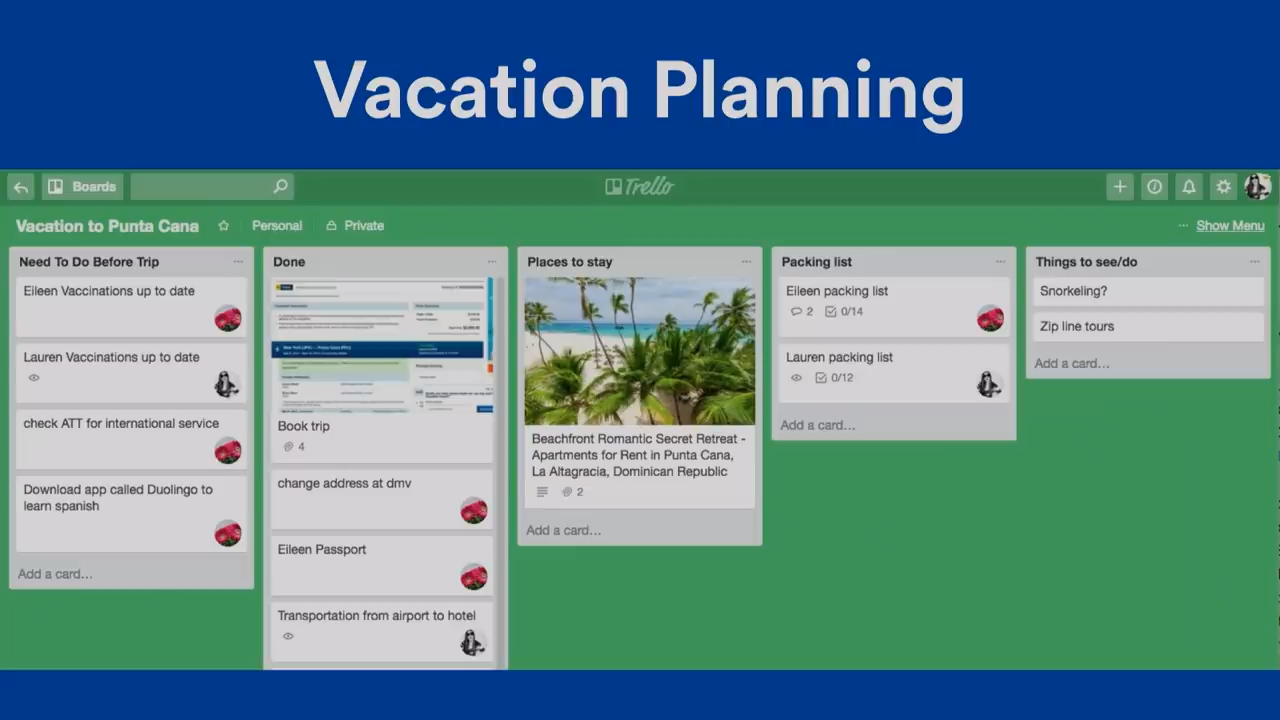 Vacation Planning
Boards
Trello
Vacation to Punta Cana
Personal
Private
... Show Menu
Need To Do Before Trip
Eileen Vaccinations up to date
Lauren Vaccinations up to date
check ATT for international service
Download app called Duolingo to
learn spanish
Add a card...
Done
Book trip
4
change address at dmv
Eileen Passport
Transportation from airport to hotel
Places to stay
Beachfront Romantic Secret Retreat -
Apartments for Rent in Punta Cana,
La Altagracia, Dominican Republic
2
Add a card...
Packing list
Eileen packing list
2 0/14
Lauren packing list
0/12
Add a card...
Things to see/do
Snorkeling?
Zip line tours
Add a card...